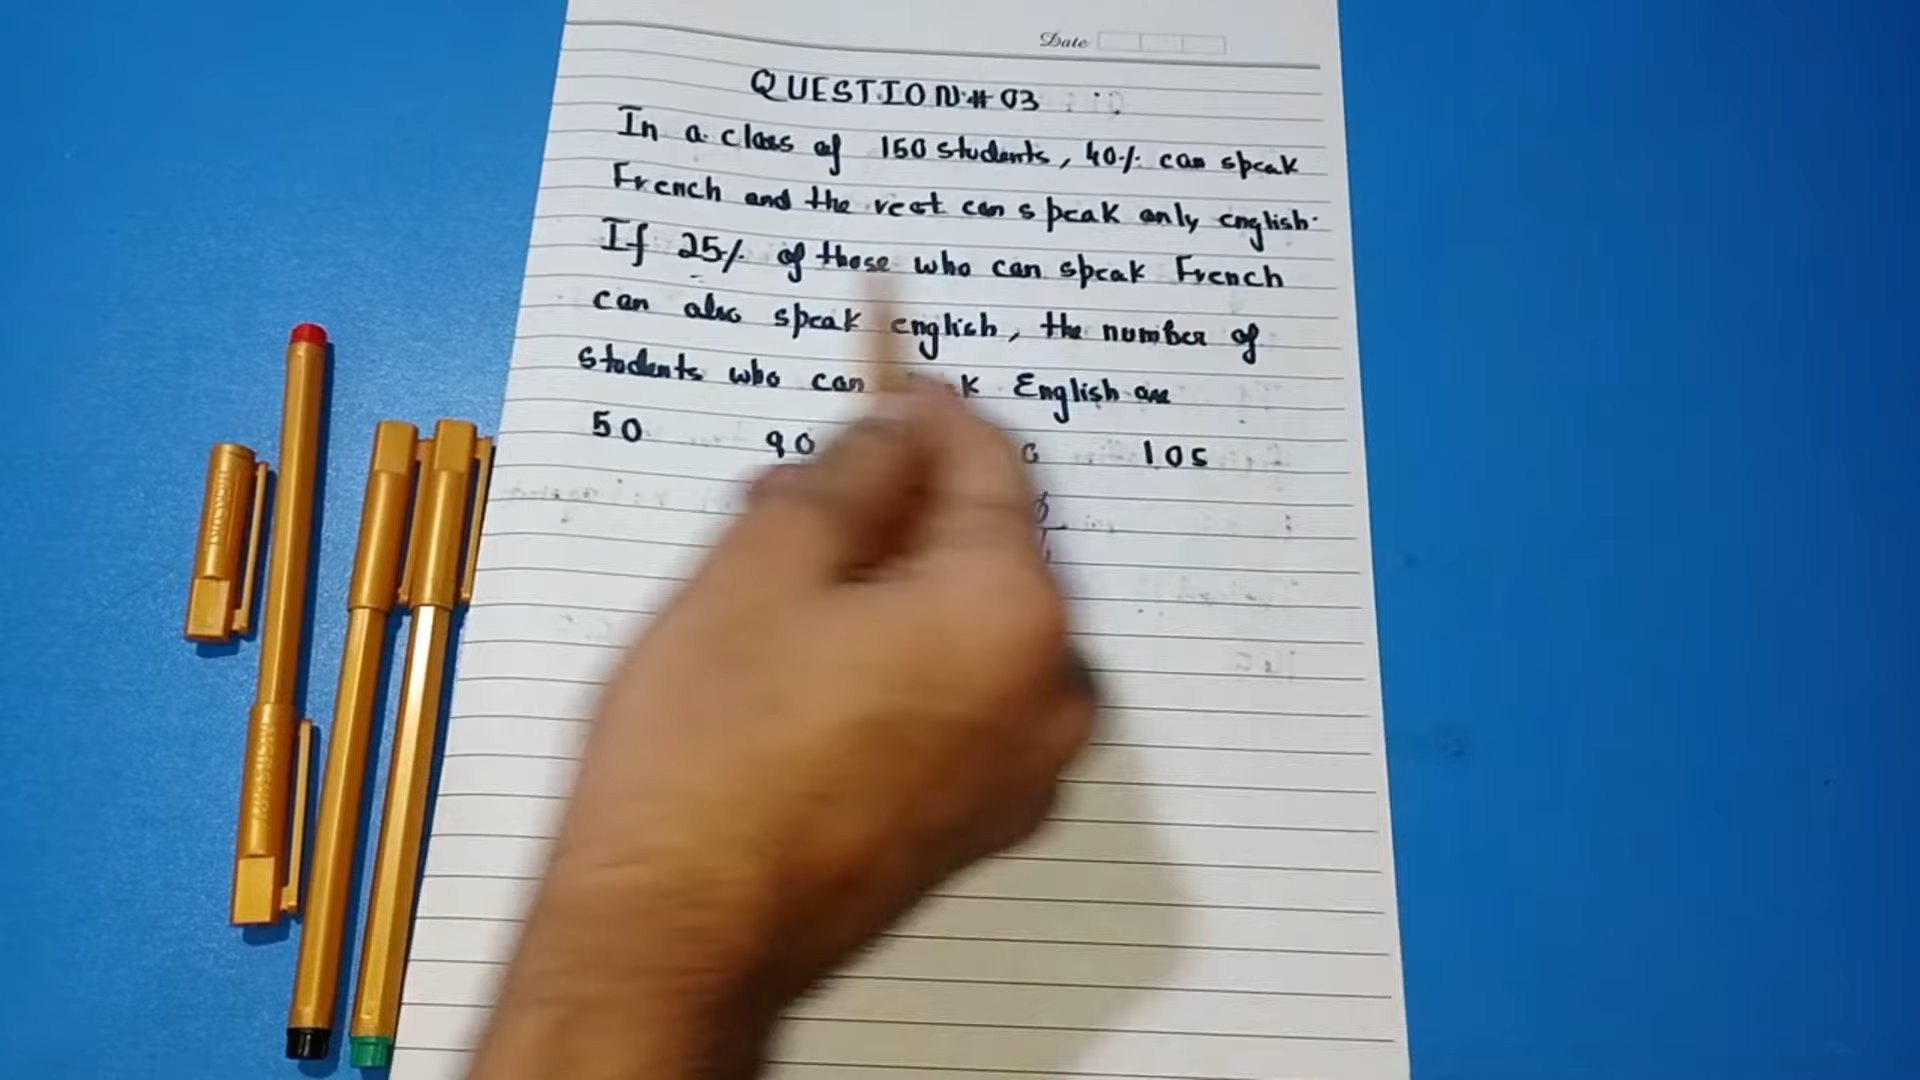 Date
QUESTION # 03
In a class of 150 students, 40% can speak
French and the rest can speak only english.
If 25% of those who can speak French
can also speak english, the number of
students who can English are
50 90 105